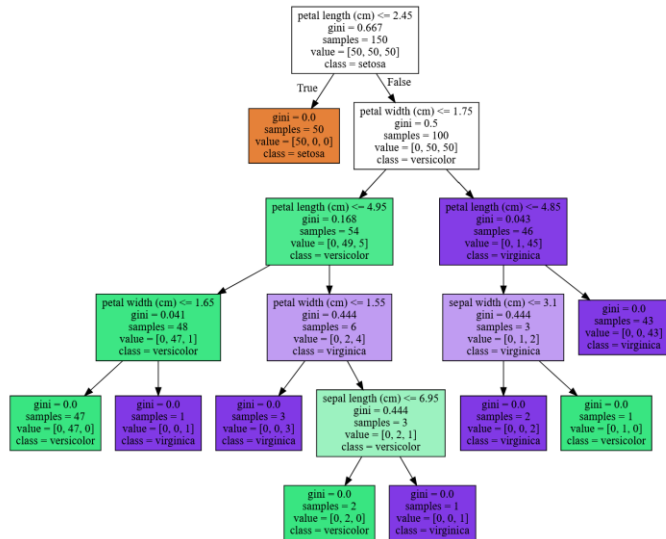 petal length (cm) <= 2.45
gini = 0.667
samples = 150
value = [50, 50, 50]
class = setosa
True
False
gini = 0.0
samples = 50
value = [50, 0, 0]
class = setosa
petal width (cm) <= 1.75
gini = 0.5
samples = 100
value = [0, 50, 50]
class = versicolor
petal length (cm) <= 4.95
gini = 0.168
samples = 54
value = [0, 49, 5]
class = versicolor
petal length (cm) <= 4.85
gini = 0.043
samples = 46
value = [0, 1, 45]
class = virginica
petal width (cm) <= 1.65
gini = 0.041
samples = 48
value = [0, 47, 1]
class = versicolor
petal width (cm) <= 1.55
gini = 0.444
samples = 6
value = [0, 2, 4]
class = virginica
sepal width (cm) <= 3.1
gini = 0.444
samples = 3
value = [0, 1, 2]
class = virginica
gini = 0.0
samples = 43
value = [0, 0, 43]
class = virginica
gini = 0.0
samples = 47
value = [0, 47, 0]
class = versicolor
gini = 0.0
samples = 1
value = [0, 0, 1]
class = virginica
gini = 0.0
samples = 3
value = [0, 0, 3]
class = virginica
sepal length (cm) <= 6.95
gini = 0.444
samples = 3
value = [0, 2, 1]
class = versicolor
gini = 0.0
samples = 2
value = [0, 0, 2]
class = virginica
gini = 0.0
samples = 1
value = [0, 1, 0]
class = versicolor
gini = 0.0
samples = 2
value = [0, 2, 0]
class = versicolor
gini = 0.0
samples = 1
value = [0, 0, 1]
class = virginica